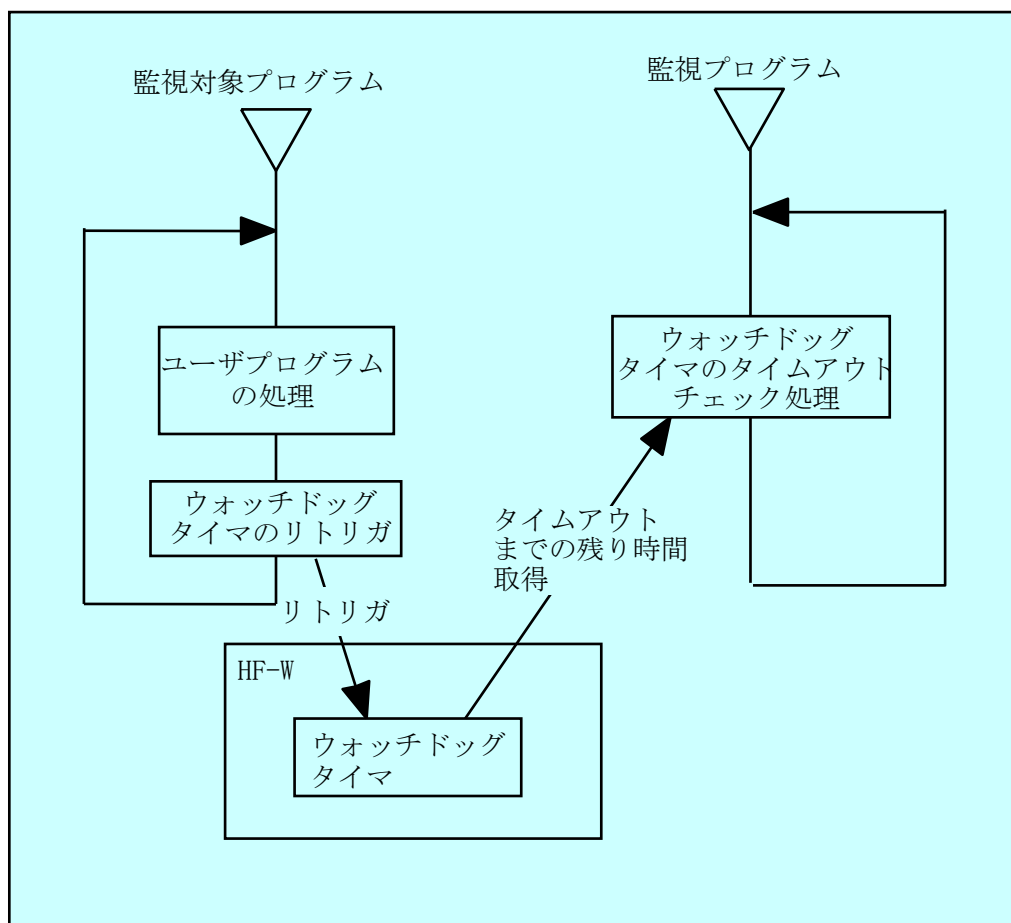 監視対象プログラム
監視プログラム
ユーザプログラム
の処理
ウォッチドッグ
タイマのタイムアウト
チェック処理
ウォッチドッグ
タイマのリトリガ
タイムアウト
までの残り時間
取得
リトリガ
HF-W
ウォッチドッグ
タイマ